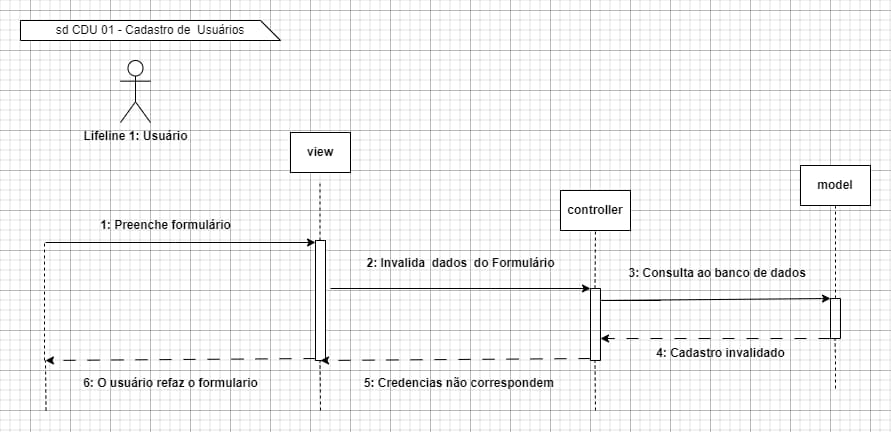 sd CDU 01 - Cadastro de Usuários
Lifeline 1: Usuário
view
model
controller
1: Preenche formulário
2: Invalida dados do Formulário
3: Consulta ao banco de dados
4: Cadastro invalidado
5: Credencias não correspondem
6: O usuário refaz o formulario